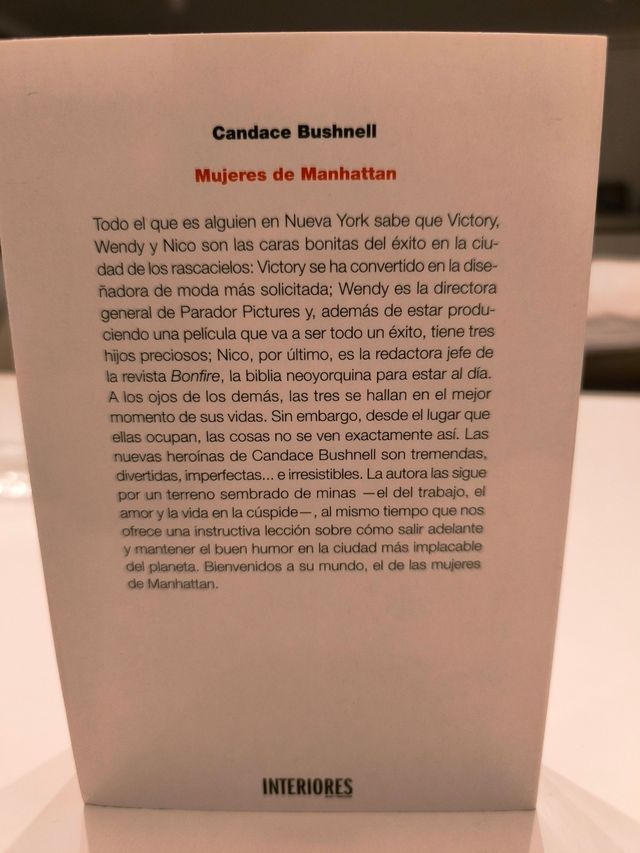 Candace Bushnell
Mujeres de Manhattan
Todo el que es alguien en Nueva York sabe que Victory,
Wendy y Nico son las caras bonitas del éxito en la ciu-
dad de los rascacielos: Victory se ha convertido en la dise-
ñadora de moda más solicitada; Wendy es la directora
general de Parador Pictures y, además de estar produ-
ciendo una película que va a ser todo un éxito, tiene tres
hijos preciosos; Nico, por último, es la redactora jefe de
la revista Bonfire, la biblia neoyorquina para estar al día.
A los ojos de los demás, las tres se hallan en el mejor
momento de sus vidas. Sin embargo, desde el lugar que
ellas ocupan, las cosas no se ven exactamente así. Las
nuevas heroínas de Candace Bushnell son tremendas,
divertidas, imperfectas... e irresistibles. La autora las sigue
por un terreno sembrado de minas —el del trabajo, el
amor y la vida en la cúspide—, al mismo tiempo que nos
ofrece una instructiva lección sobre cómo salir adelante
y mantener el buen humor en la ciudad más implacable
del planeta. Bienvenidos a su mundo, el de las mujeres
de Manhattan.
INTERIORES